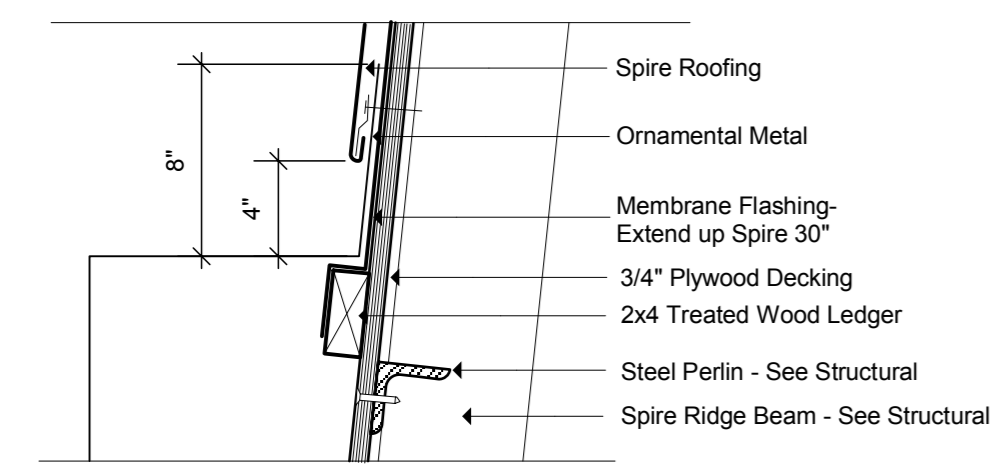 Spire Roofing
8"
Ornamental Metal
4"
Membrane Flashing-
Extend up Spire 30"
3/4" Plywood Decking
2x4 Treated Wood Ledger
Steel Perlin - See Structural
Spire Ridge Beam - See Structural